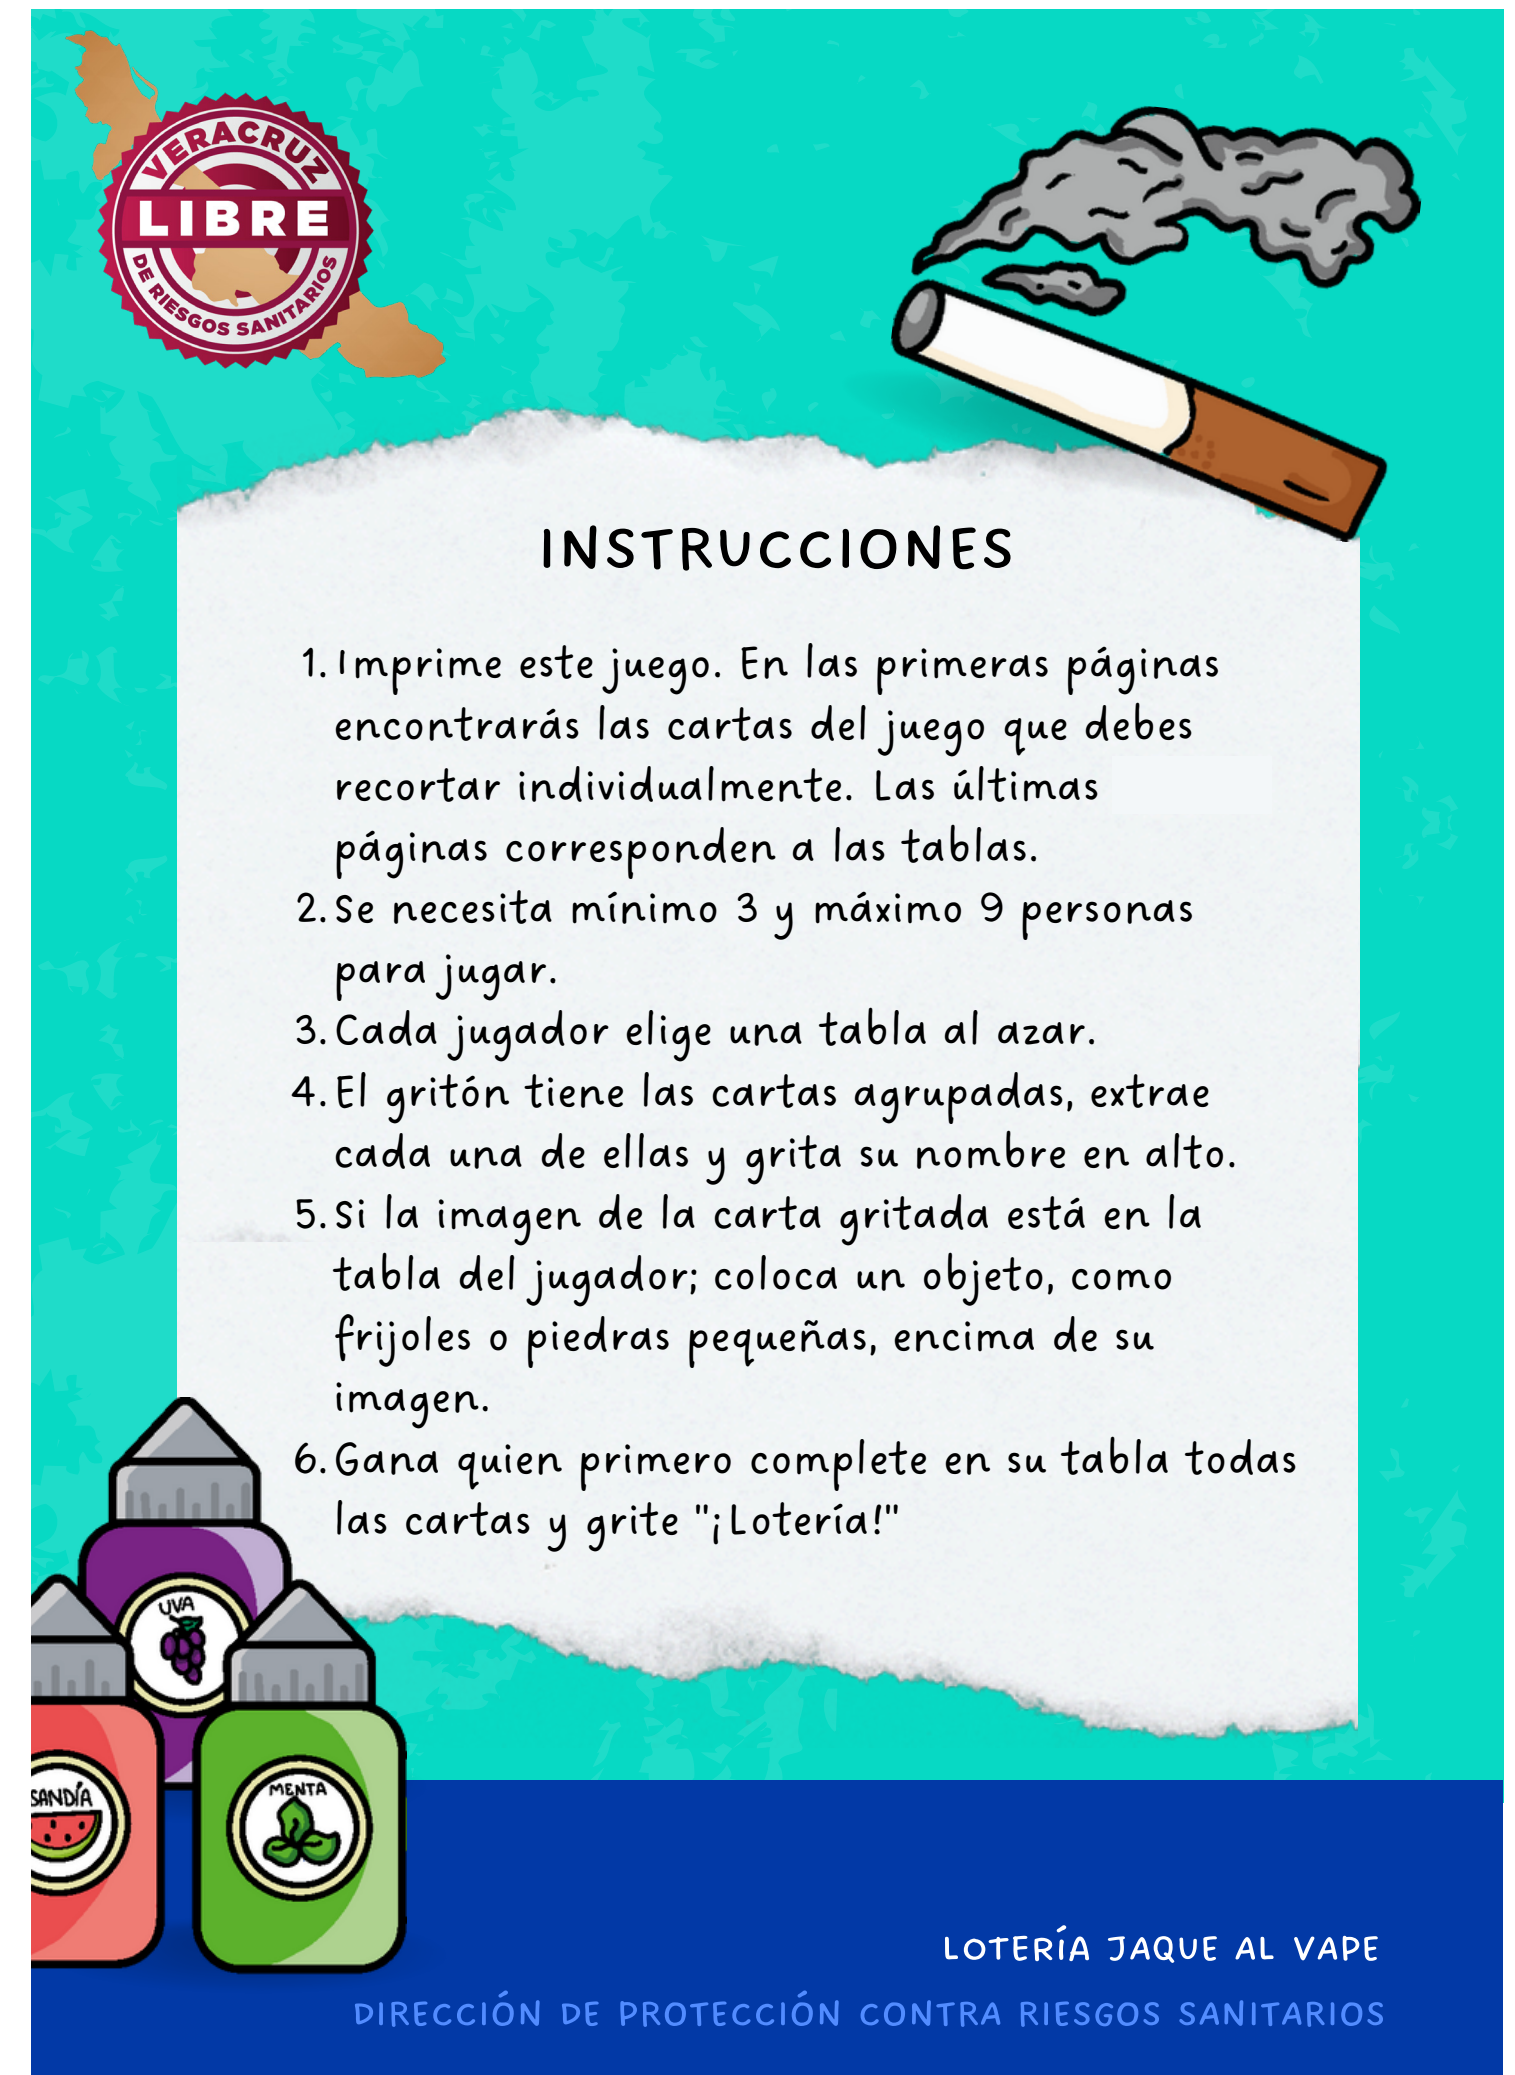 VERACRUZ
LIBRE
DE RIESGOS SANITARIOS
INSTRUCCIONES
1. Imprime este juego. En las primeras páginas
encontrarás las cartas del juego que debes
recortar individualmente. Las últimas
páginas corresponden a las tablas.
2. Se necesita mínimo 3 y máximo 9 personas
para jugar.
3. Cada jugador elige una tabla al azar.
4. El gritón tiene las cartas agrupadas, extrae
cada una de ellas y grita su nombre en alto.
5. Si la imagen de la carta gritada está en la
tabla del jugador; coloca un objeto, como
frijoles o piedras pequeñas, encima de su
imagen.
6. Gana quien primero complete en su tabla todas
las cartas y grite "¡Lotería!"
UVA
SANDÍA
MENTA
LOTERÍA JAQUE AL VAPE
DIRECCIÓN DE PROTECCIÓN CONTRA RIESGOS SANITARIOS